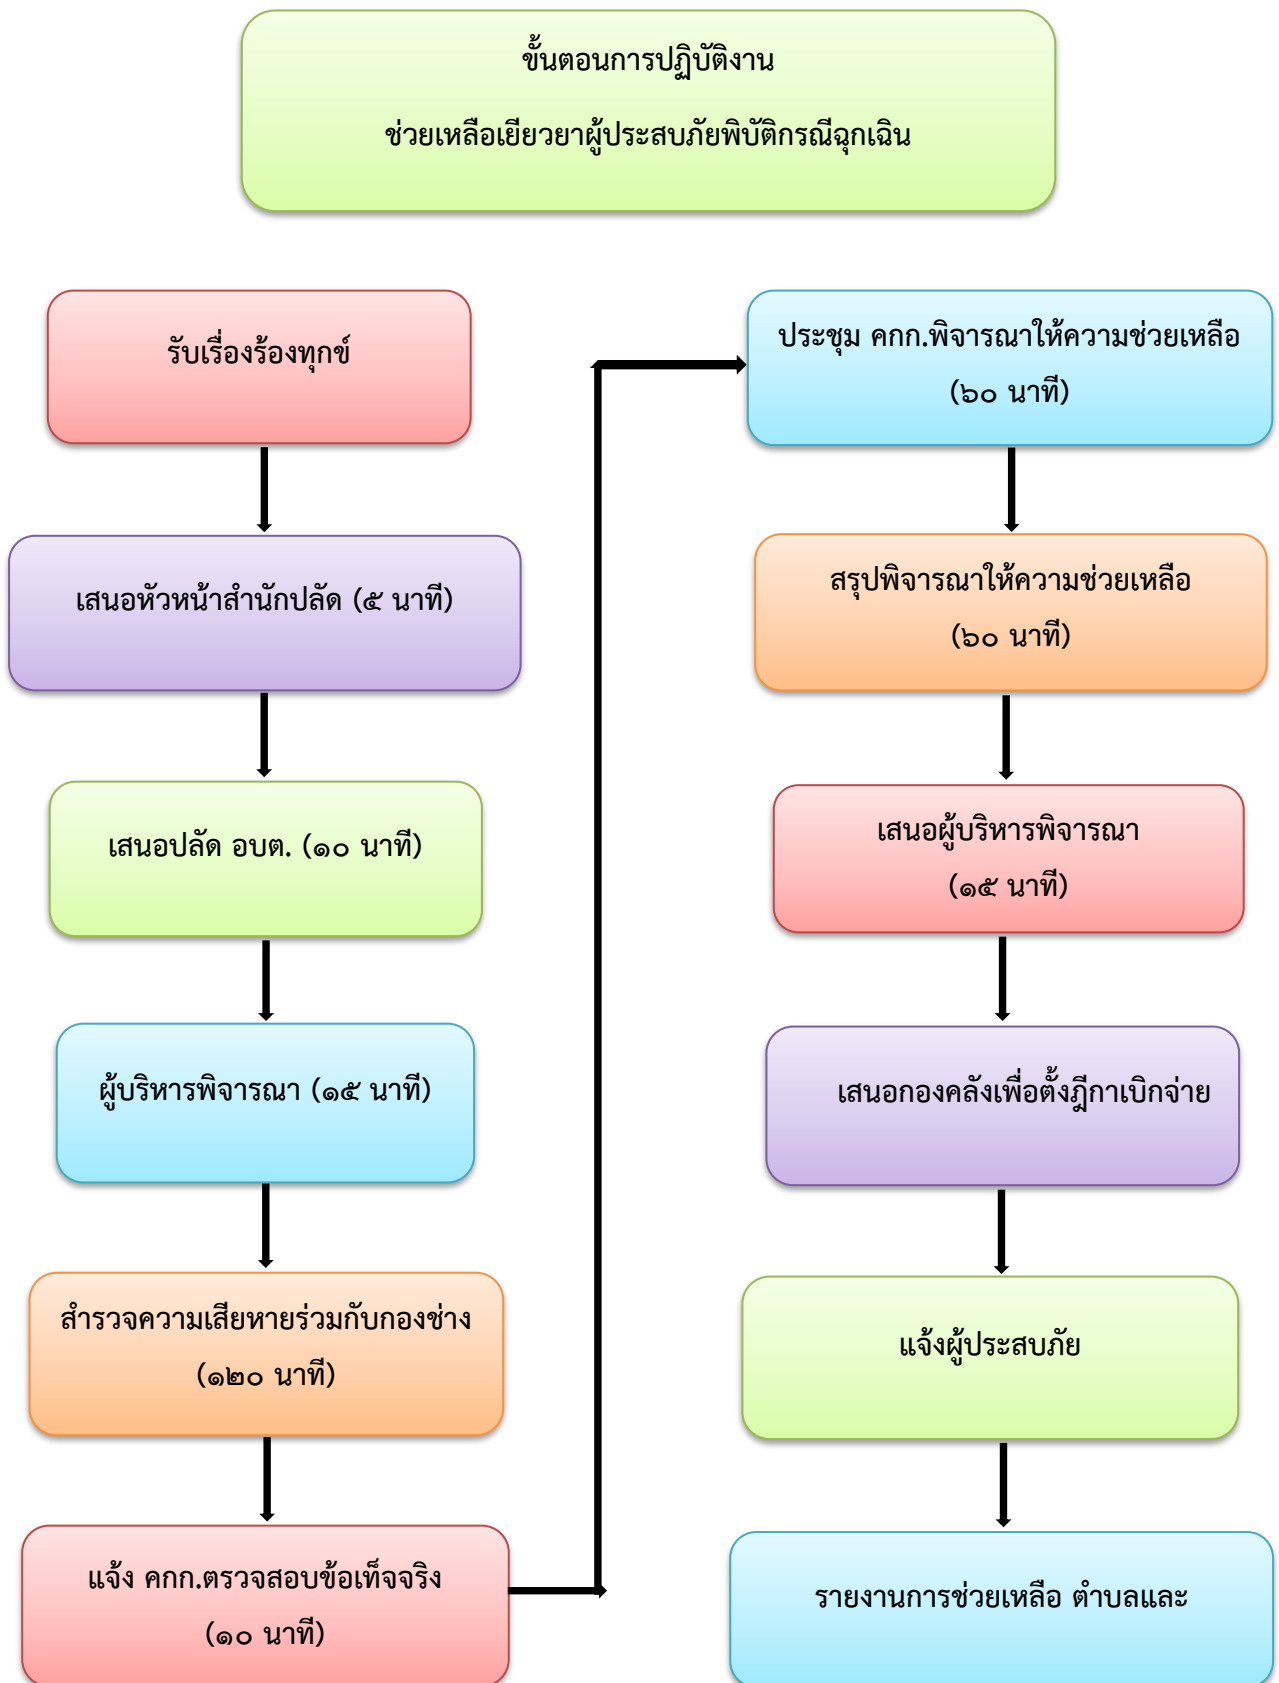 ขั้นตอนการปฏิบัติงาน
ช่วยเหลือเยียวยาผู้ประสบภัยพิบัติกรณีฉุกเฉิน
รับเรื่องร้องทุกข์
เสนอหัวหน้าสำนักปลัด (๕ นาที)
เสนอปลัด อบต. (๑๐ นาที)
ผู้บริหารพิจารณา (๑๕ นาที)
สำรวจความเสียหายร่วมกับกองช่าง
(๑๒๐ นาที)
แจ้ง คกก.ตรวจสอบข้อเท็จจริง
(๑๐ นาที)
ประชุม คกก.พิจารณาให้ความช่วยเหลือ
(๖๐ นาที)
สรุปพิจารณาให้ความช่วยเหลือ
(๖๐ นาที)
เสนอผู้บริหารพิจารณา
(๑๕ นาที)
เสนอกองคลังเพื่อตั้งฎีกาเบิกจ่าย
แจ้งผู้ประสบภัย
รายงานการช่วยเหลือ ตำบลและ